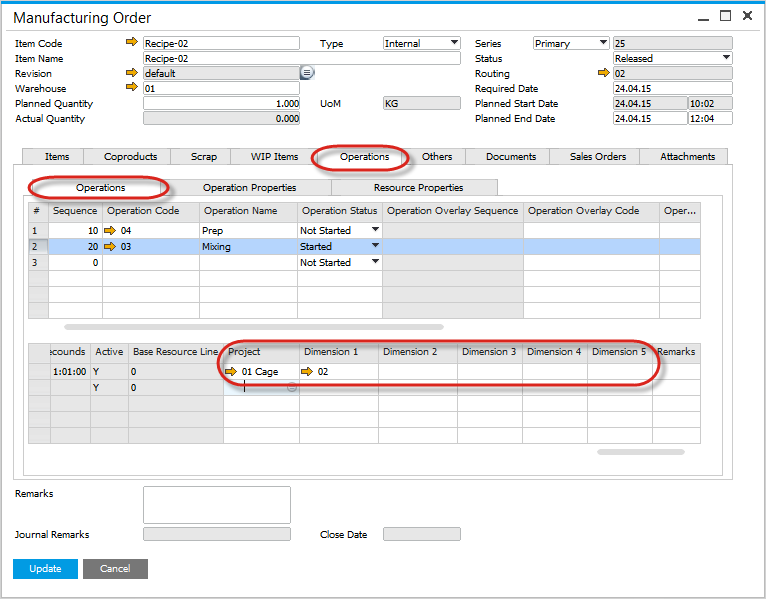 Manufacturing Order
Item Code Recipe-02 Type Internal Series Primary 25
Item Name Recipe-02 Status Released
Revision default Routing 02
Warehouse 01 Required Date 24.04.15
Planned Quantity 1.000 UoM KG Planned Start Date 24.04.15 10:02
Actual Quantity 0.000 Planned End Date 24.04.15 12:04
Items Coproducts Scrap WIP Items Operations Others Documents Sales Orders Attachments
Operations Operation Properties Resource Properties
# Sequence Operation Code Operation Name Operation Status Operation Overlay Sequence Operation Overlay Code Oper...
1 10 04 Prep Not Started
2 20 03 Mixing Started
3 0 Not Started
econds Active Base Resource Line Project Dimension 1 Dimension 2 Dimension 3 Dimension 4 Dimension 5 Remarks
1:01:00 Y 0 01 Cage 02
Y 0
Remarks
Journal Remarks Close Date
Update Cancel